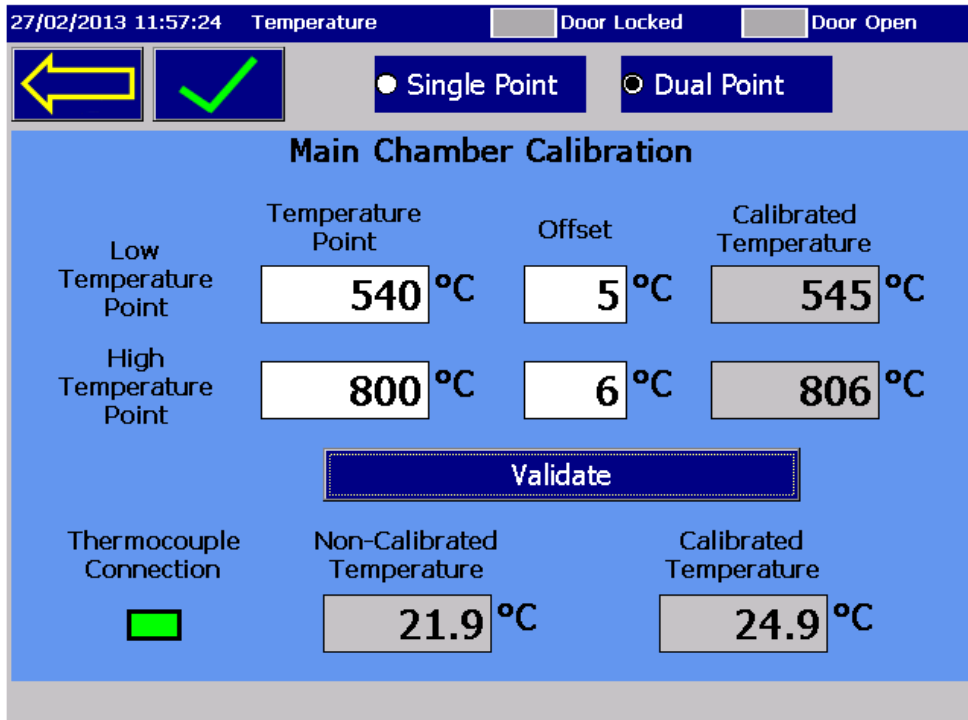 27/02/2013 11:57:24 Temperature Door Locked Door Open
Single Point Dual Point
Main Chamber Calibration
Temperature
Point
Offset
Calibrated
Temperature
Low
Temperature
Point
540 °C 5 °C 545 °C
High
Temperature
Point
800 °C 6 °C 806 °C
Validate
Thermocouple
Connection
Non-Calibrated
Temperature
Calibrated
Temperature
21.9 °C 24.9 °C